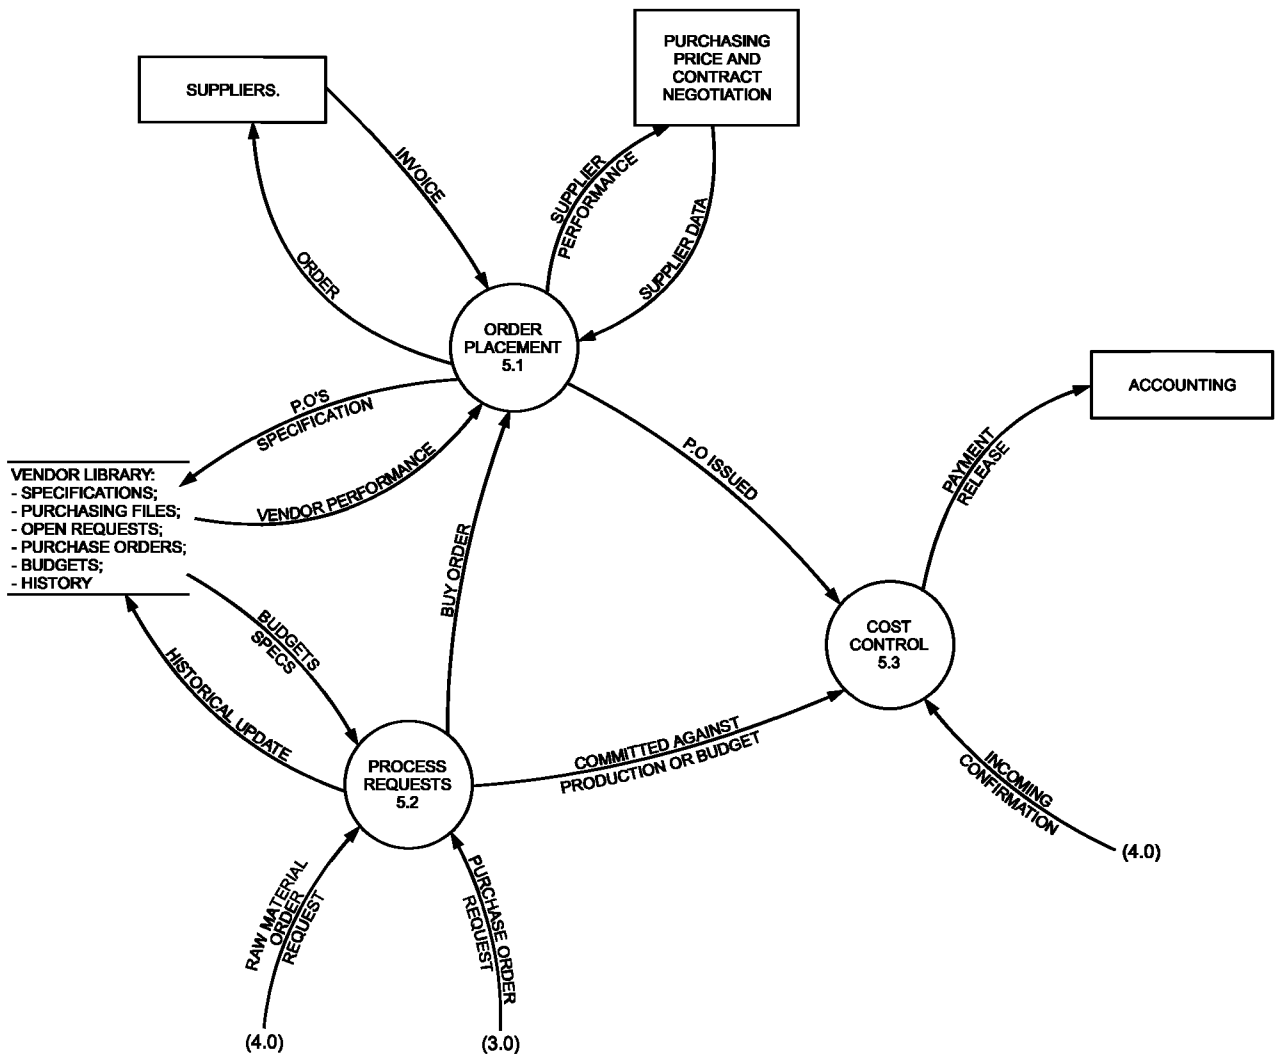 PURCHASING
PRICE AND
CONTRACT
NEGOTIATION
SUPPLIERS.
INVOICE
SUPPLIER
PERFORMANCE
SUPPLIER DATA
ORDER
ORDER
PLACEMENT
5.1
ACCOUNTING
P.O'S
SPECIFICATION
P.O ISSUED
PAYMENT
RELEASE
VENDOR LIBRARY:
- SPECIFICATIONS;
- PURCHASING FILES;
- OPEN REQUESTS;
- PURCHASE ORDERS;
- BUDGETS;
- HISTORY
VENDOR PERFORMANCE
BUY ORDER
BUDGETS
SPECS
HISTORICAL UPDATE
COST
CONTROL
5.3
PROCESS
REQUESTS
5.2
COMMITTED AGAINST
PRODUCTION OR BUDGET
INCOMING
CONFIRMATION
(4.0)
RAW MATERIAL
ORDER
REQUEST
PURCHASE ORDER
REQUEST
(4.0)
(3.0)